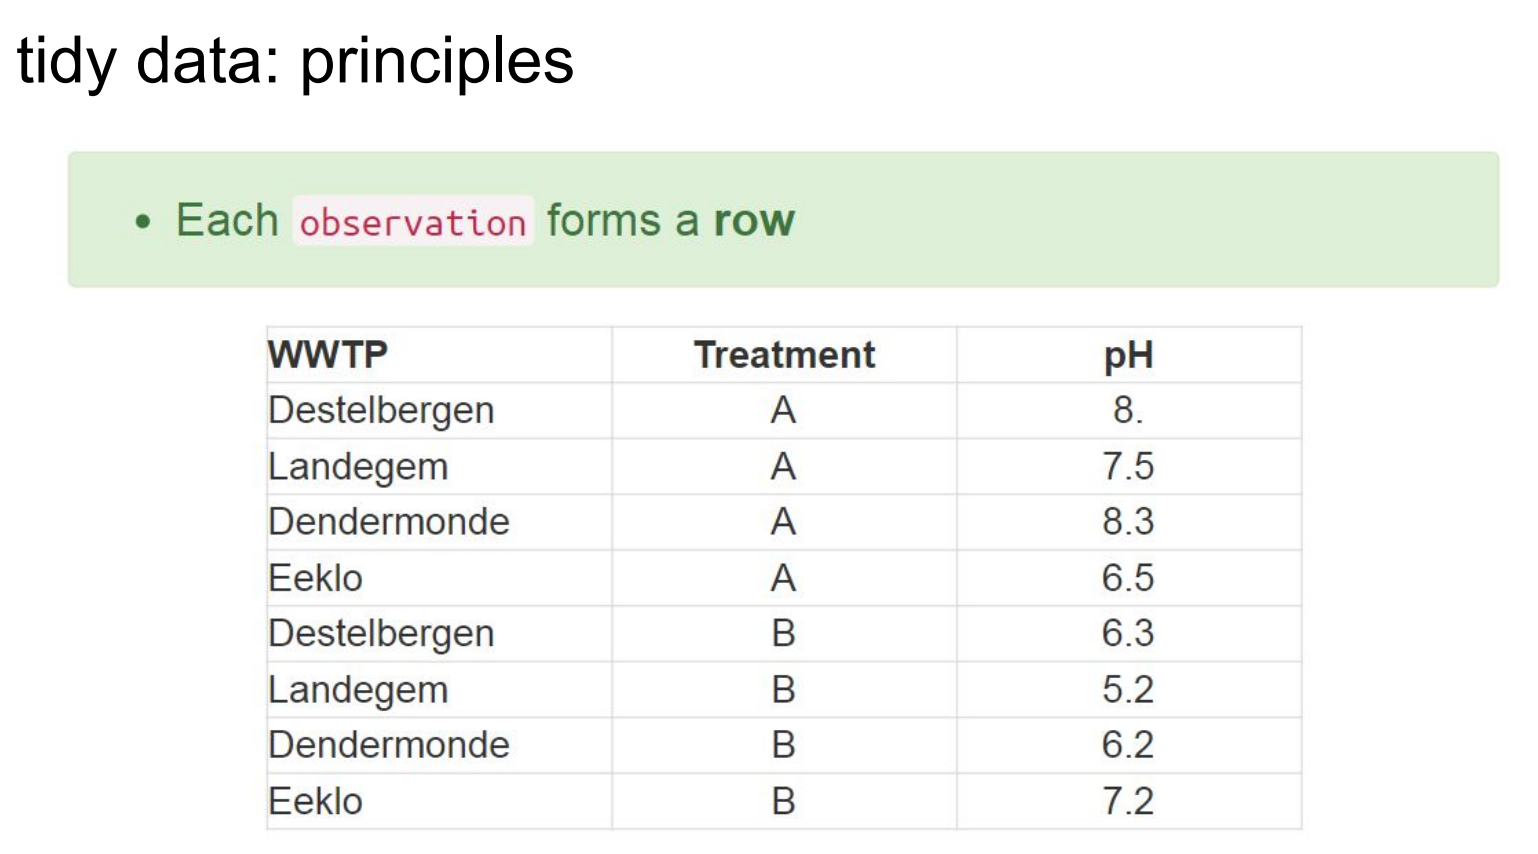 tidy data: principles
• Each observation forms a row
WWTP Treatment pH
Destelbergen A 8.
Landegem A 7.5
Dendermonde A 8.3
Eeklo A 6.5
Destelbergen B 6.3
Landegem B 5.2
Dendermonde B 6.2
Eeklo B 7.2